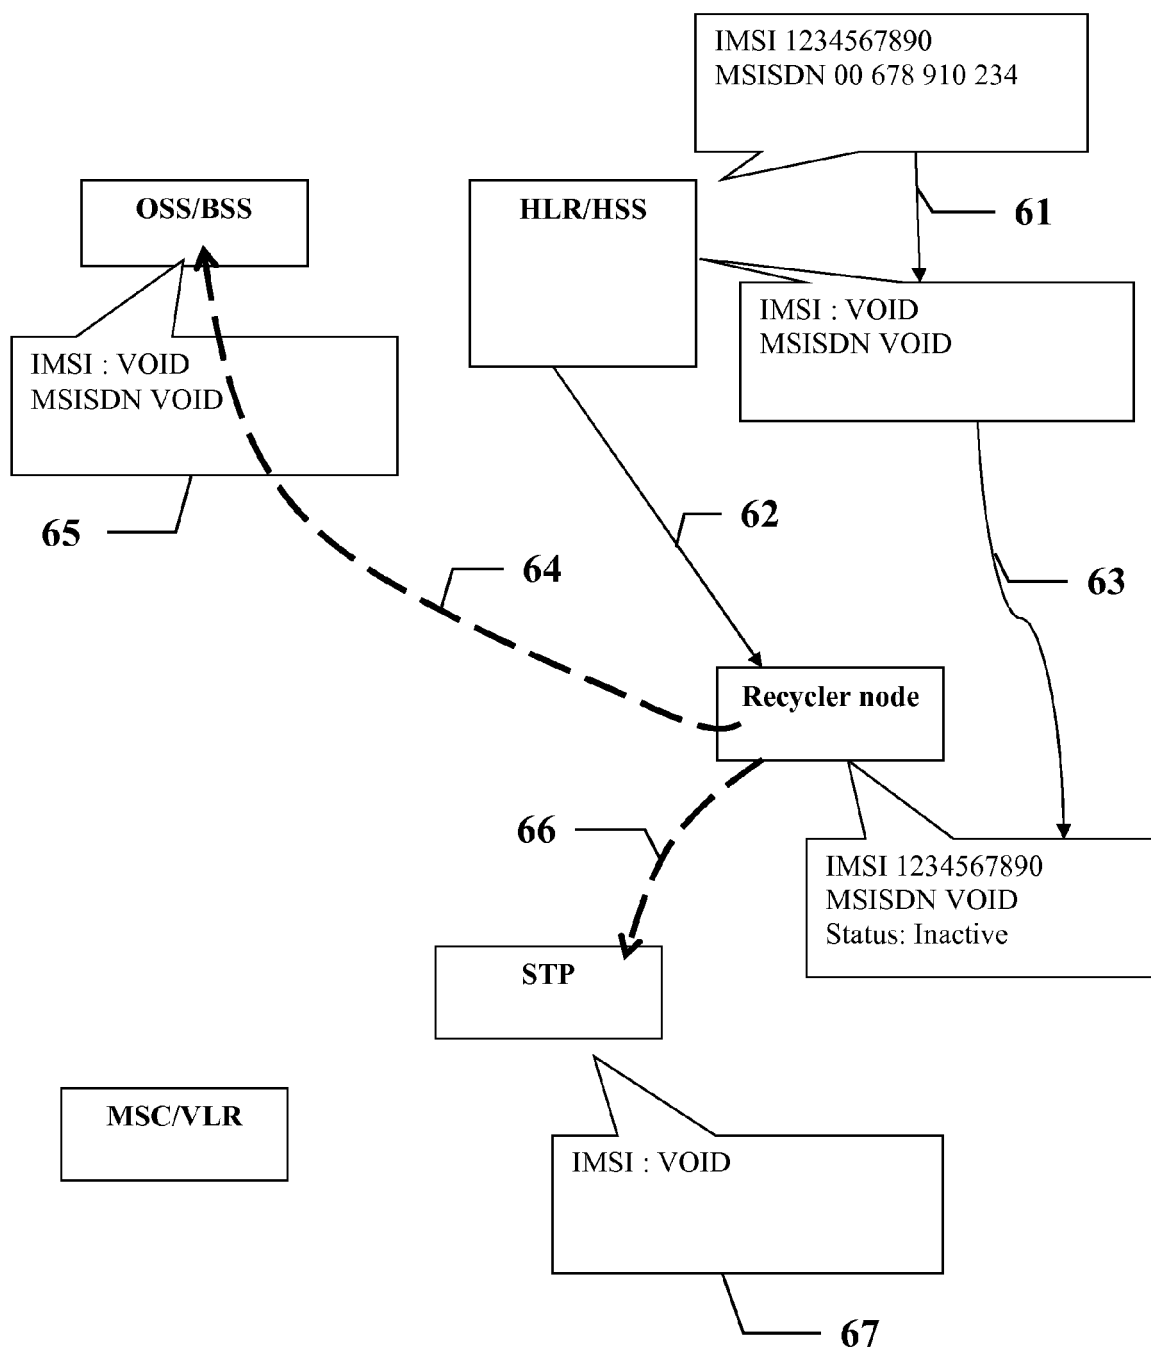 IMSI 1234567890
MSISDN 00 678 910 234
OSS/BSS
HLR/HSS
61
IMSI : VOID
MSISDN VOID
IMSI : VOID
MSISDN VOID
65
62
64
63
Recycler node
66
IMSI 1234567890
MSISDN VOID
Status: Inactive
STP
MSC/VLR
IMSI : VOID
67